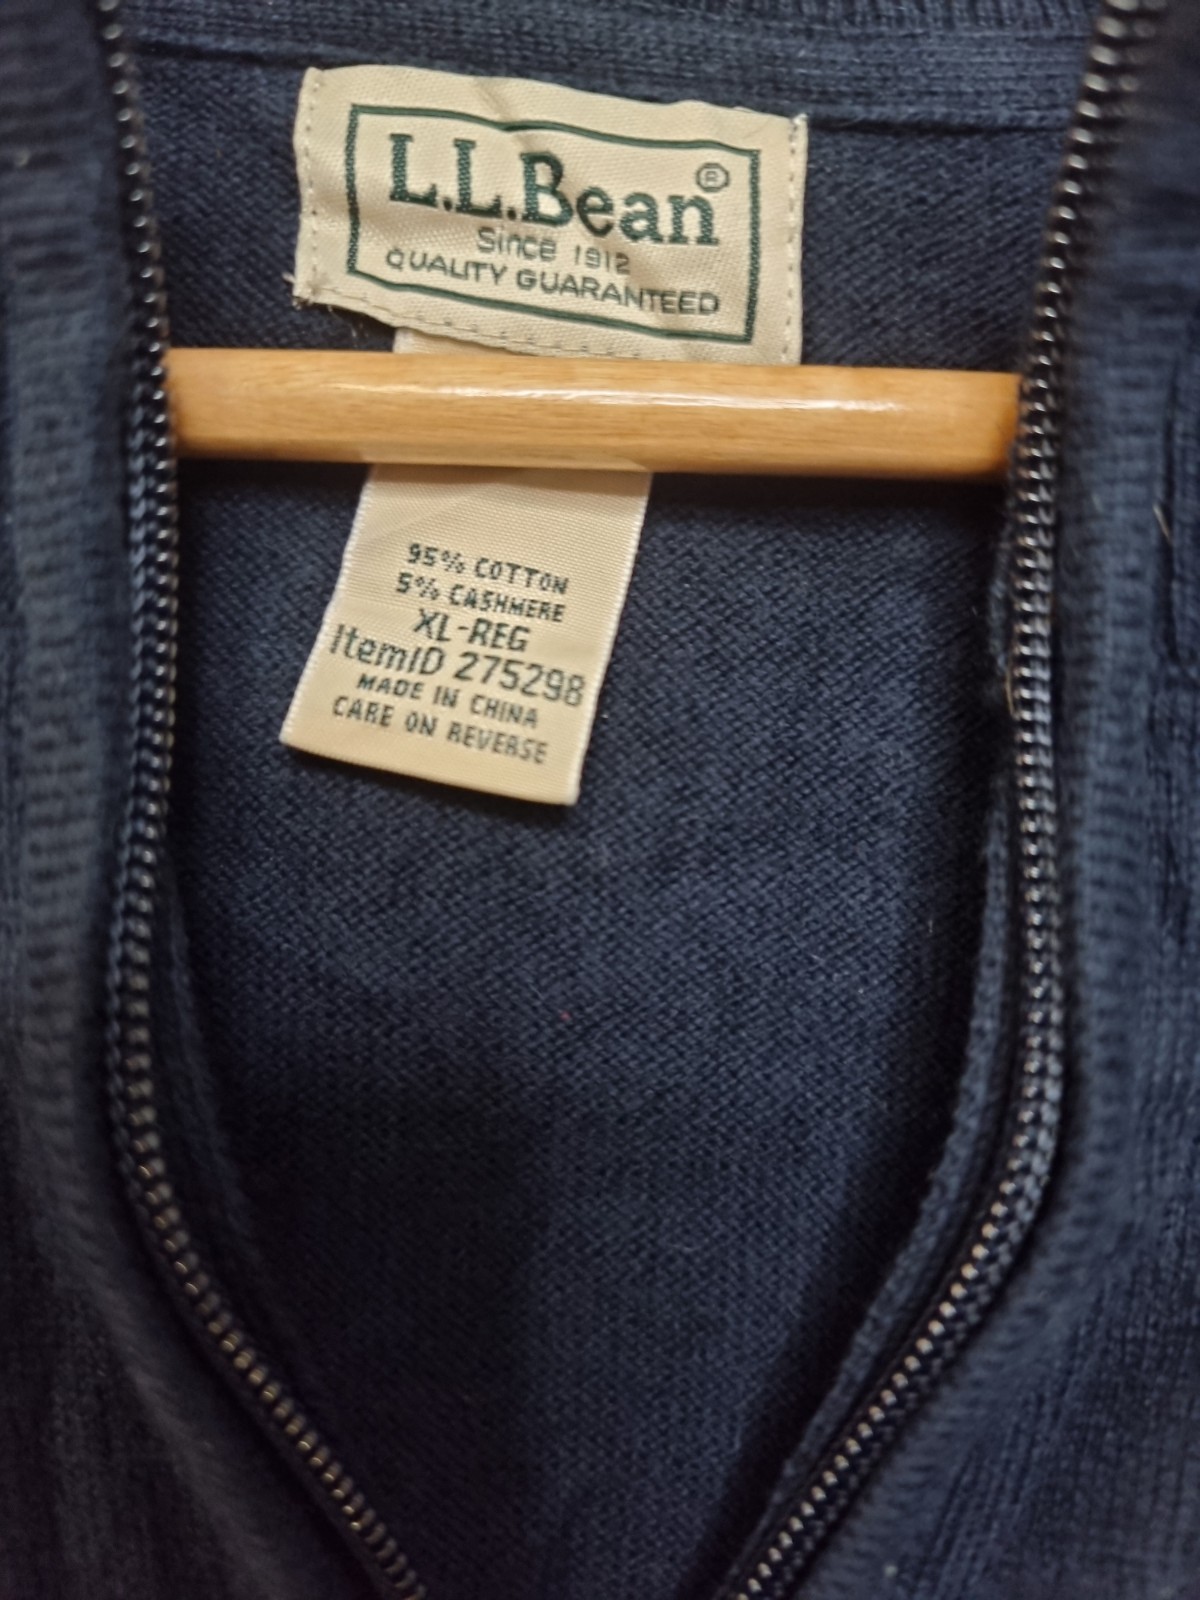 L.L.Bean®
Since 1912
QUALITY GUARANTEED
95% COTTON
5% CASHMERE
XL-REG
ItemID 275298
MADE IN CHINA
CARE ON REVERSE